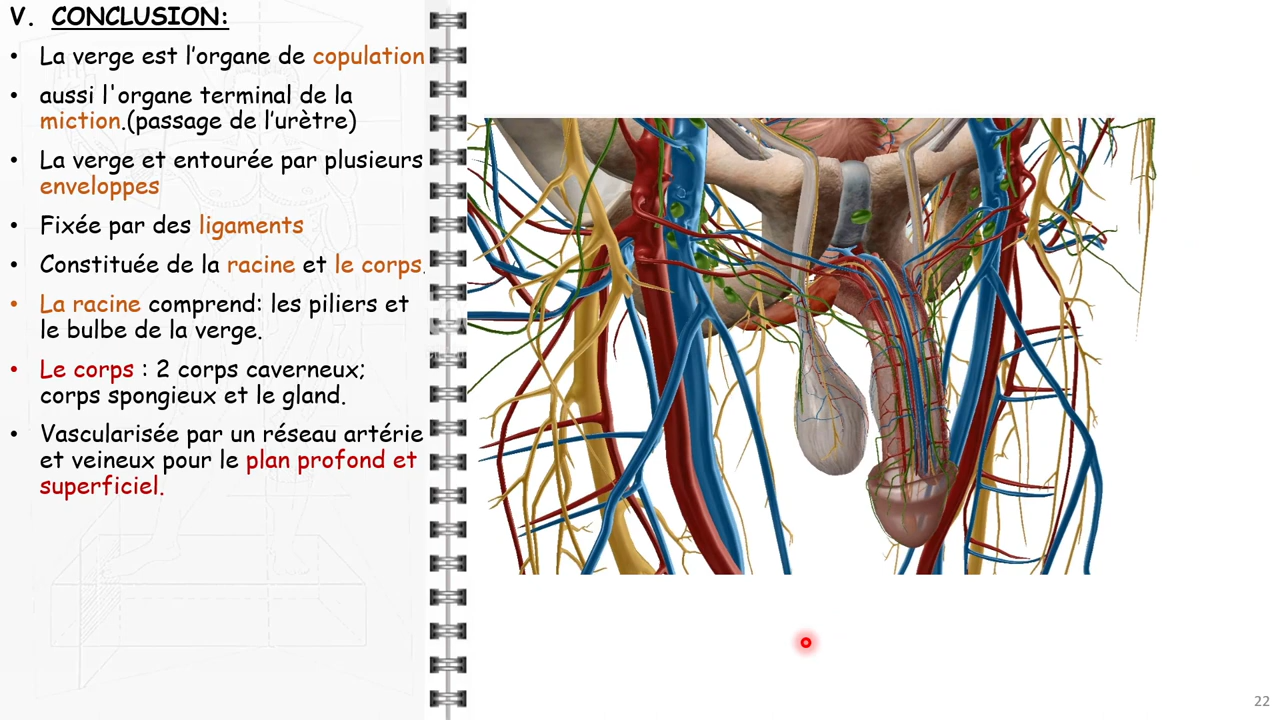 V. CONCLUSION:
• La verge est l’organe de copulation
• aussi l'organe terminal de la
miction.(passage de l’urètre)
• La verge et entourée par plusieurs
enveloppes
• Fixée par des ligaments
• Constituée de la racine et le corps.
• La racine comprend: les piliers et
le bulbe de la verge.
• Le corps : 2 corps caverneux;
corps spongieux et le gland.
• Vascularisée par un réseau artérie
et veineux pour le plan profond et
superficiel.
22